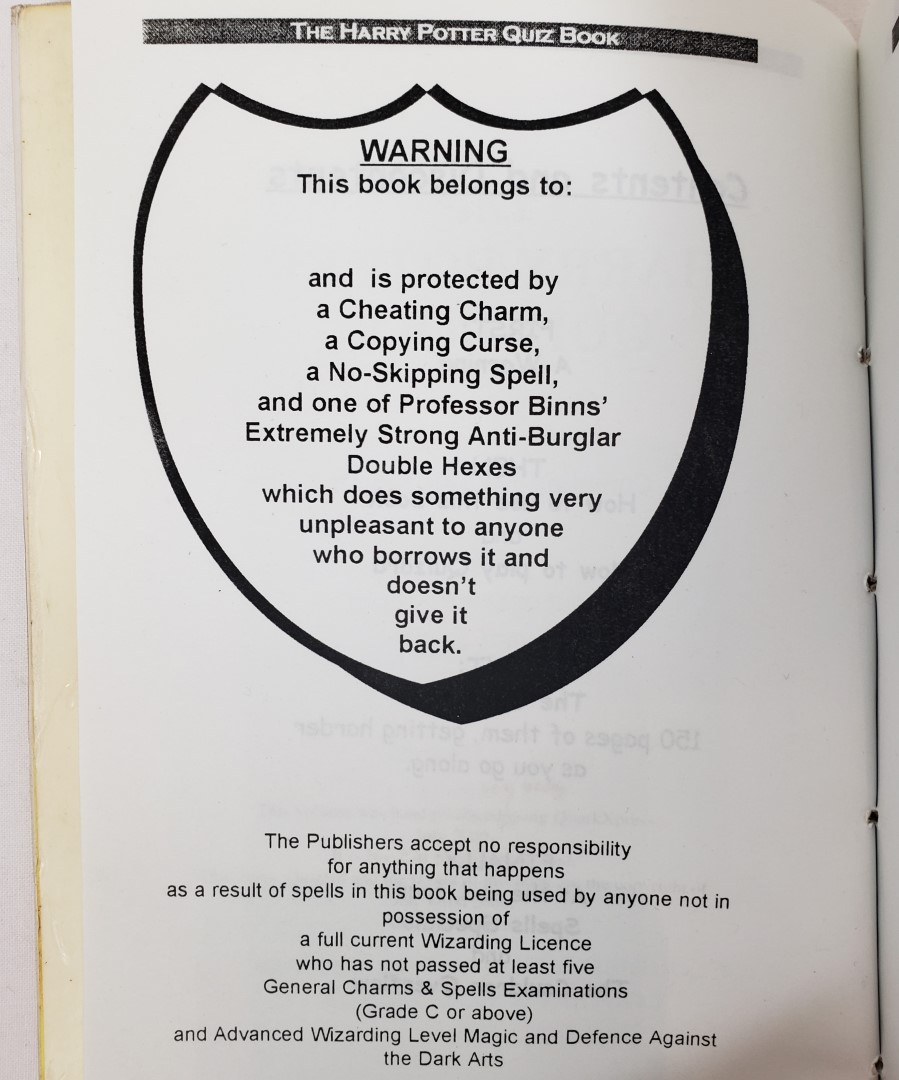 THE HARRY POTTER QUIZ BOOK
WARNING
This book belongs to:
and is protected by
a Cheating Charm,
a Copying Curse,
a No-Skipping Spell,
and one of Professor Binns'
Extremely Strong Anti-Burglar
Double Hexes
which does something very
unpleasant to anyone
who borrows it and
doesn't
give it
back.
The Publishers accept no responsibility
for anything that happens
as a result of spells in this book being used by anyone not in
possession of
a full current Wizarding Licence
who has not passed at least five
General Charms & Spells Examinations
(Grade C or above)
and Advanced Wizarding Level Magic and Defence Against
the Dark Arts